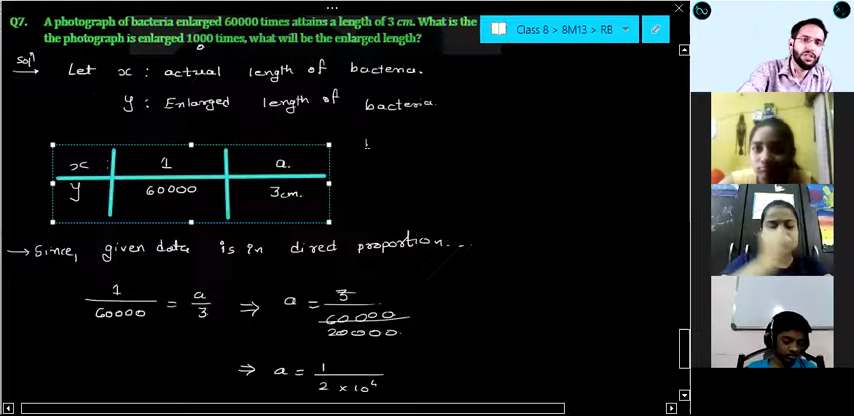 Q7. A photograph of bacteria enlarged 60000 times attains a length of 3 cm. What is the
the photograph is enlarged 1000 times, what will be the enlarged length?
Class 8 > 8M13 > RB
Solⁿ
Let x : actual length of bacteria.
y : Enlarged length of bacteria.
x : 1 a.
y 60000 3cm.
→ Since, given data is in direct proportion...
1/60000 = a/3 ⇒ a = 3/60000
20000.
⇒ a = 1/2 × 10⁴